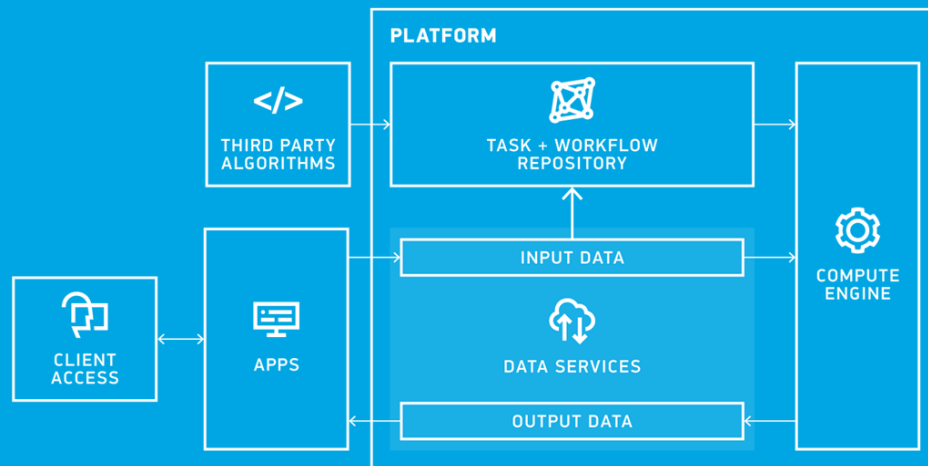 PLATFORM
</>
THIRD PARTY
ALGORITHMS
TASK + WORKFLOW
REPOSITORY
INPUT DATA
COMPUTE
ENGINE
CLIENT
ACCESS
APPS
DATA SERVICES
OUTPUT DATA